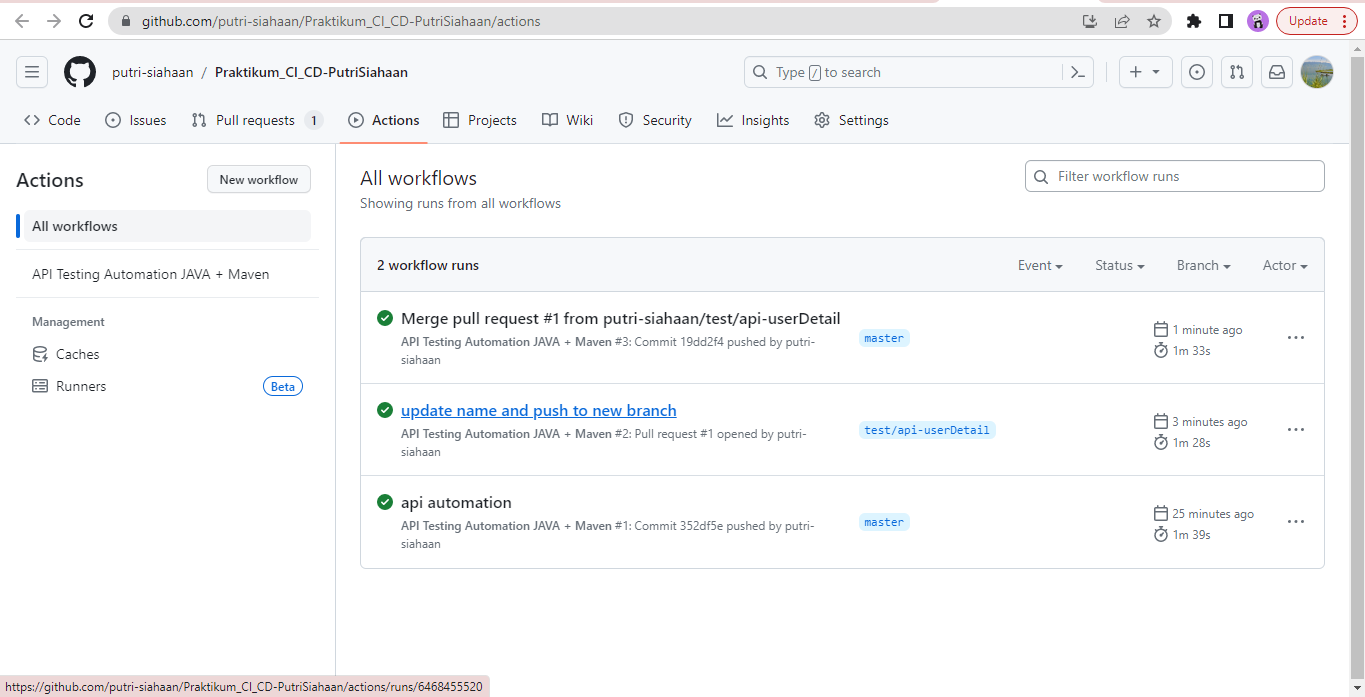 github.com/putri-siahaan/Praktikum_CI_CD-PutriSiahaan/actions
Update
putri-siahaan / Praktikum_CI_CD-PutriSiahaan
Type / to search
Code
Issues
Pull requests 1
Actions
Projects
Wiki
Security
Insights
Settings
Actions
New workflow
All workflows
API Testing Automation JAVA + Maven
Management
Caches
Runners
Beta
All workflows
Showing runs from all workflows
Filter workflow runs
2 workflow runs
Event
Status
Branch
Actor
Merge pull request #1 from putri-siahaan/test/api-userDetail
API Testing Automation JAVA + Maven #3: Commit 19dd2f4 pushed by putri-
siahaan
master
1 minute ago
1m 33s
update name and push to new branch
API Testing Automation JAVA + Maven #2: Pull request #1 opened by putri-
siahaan
test/api-userDetail
3 minutes ago
1m 28s
api automation
API Testing Automation JAVA + Maven #1: Commit 352df5e pushed by putri-
siahaan
master
25 minutes ago
1m 39s
https://github.com/putri-siahaan/Praktikum_CI_CD-PutriSiahaan/actions/runs/6468455520